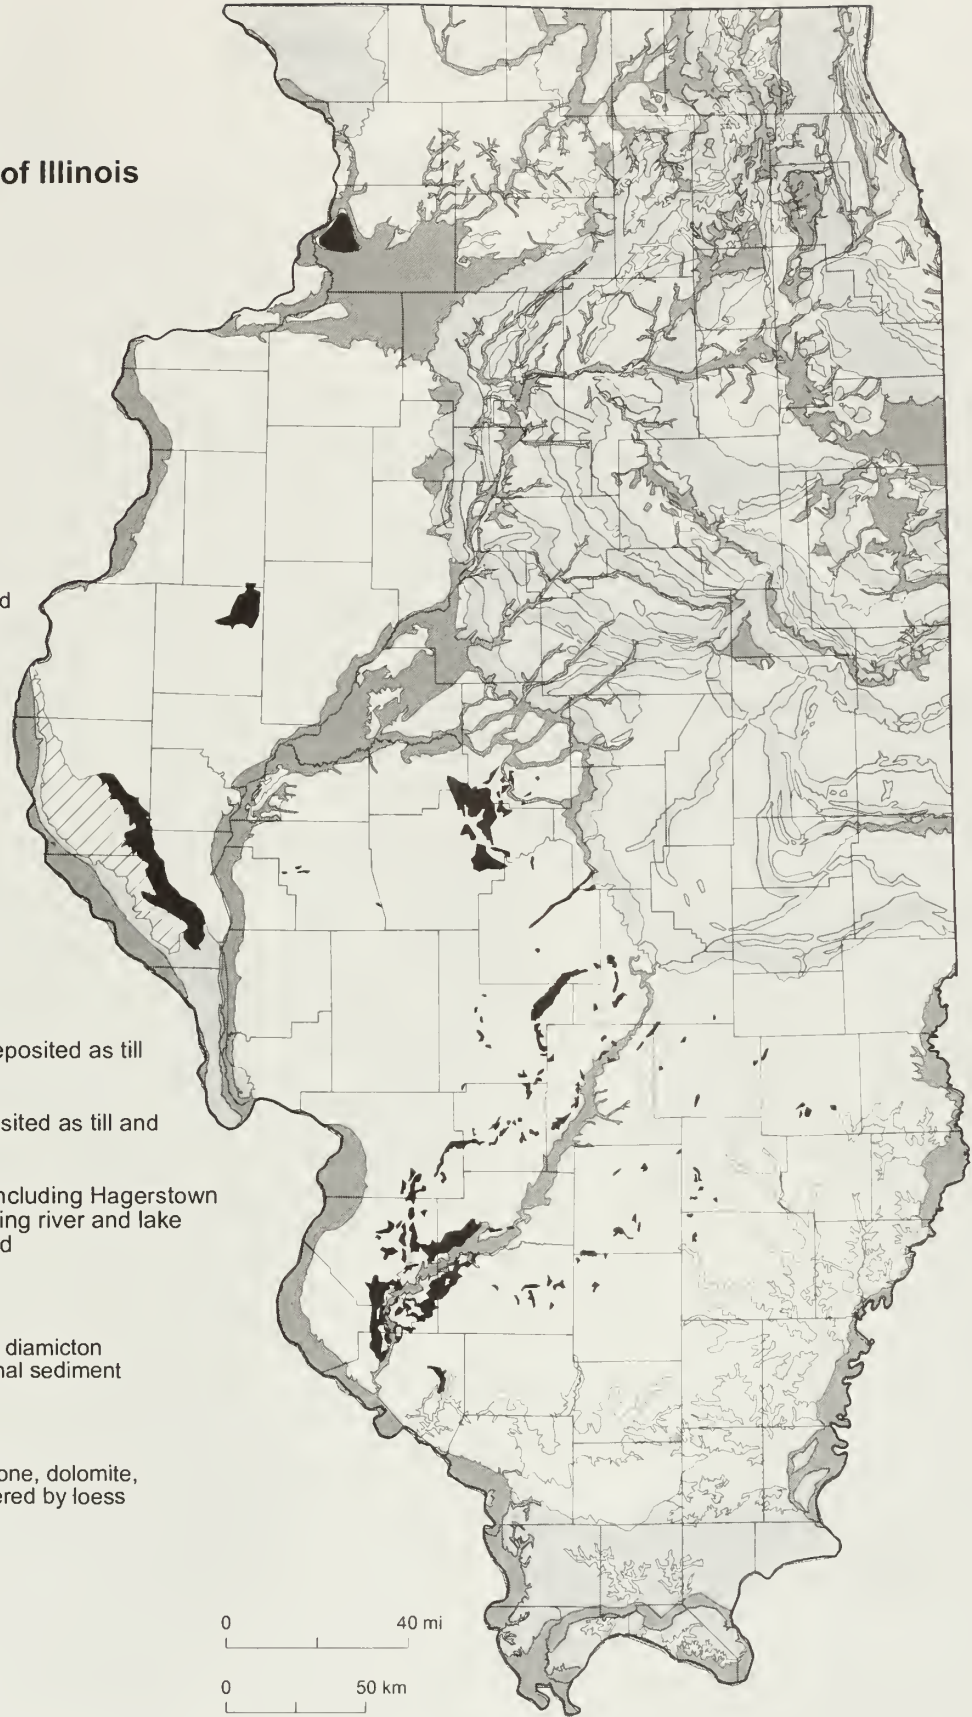 of Illinois
d
eposited as till
sited as till and
ncluding Hagerstown
ing river and lake
d
diamicton
nal sediment
one, dolomite,
ered by loess
0 40 mi
0 50 km